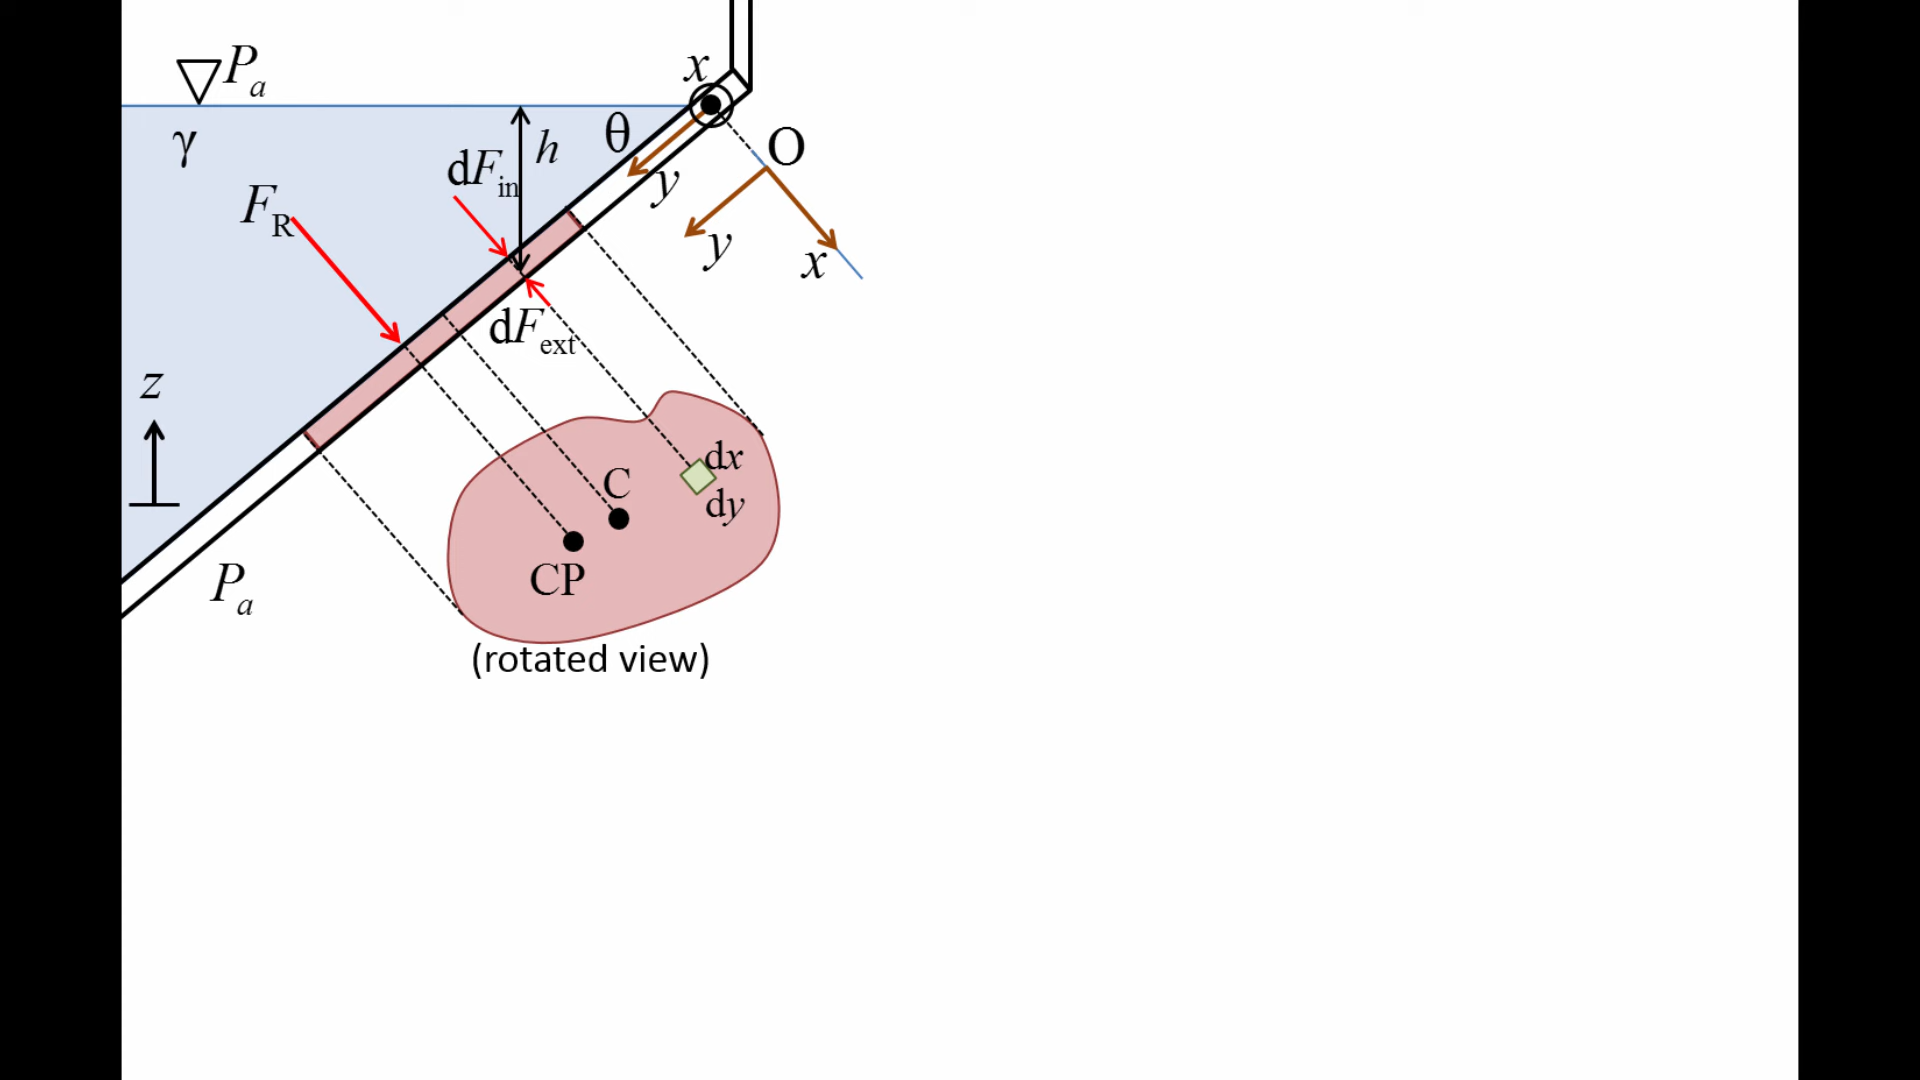 P_a
x
γ
θ
h
O
dF_in
y
F_R
y
x
dF_ext
z
dx
C
dy
CP
P_a
(rotated view)